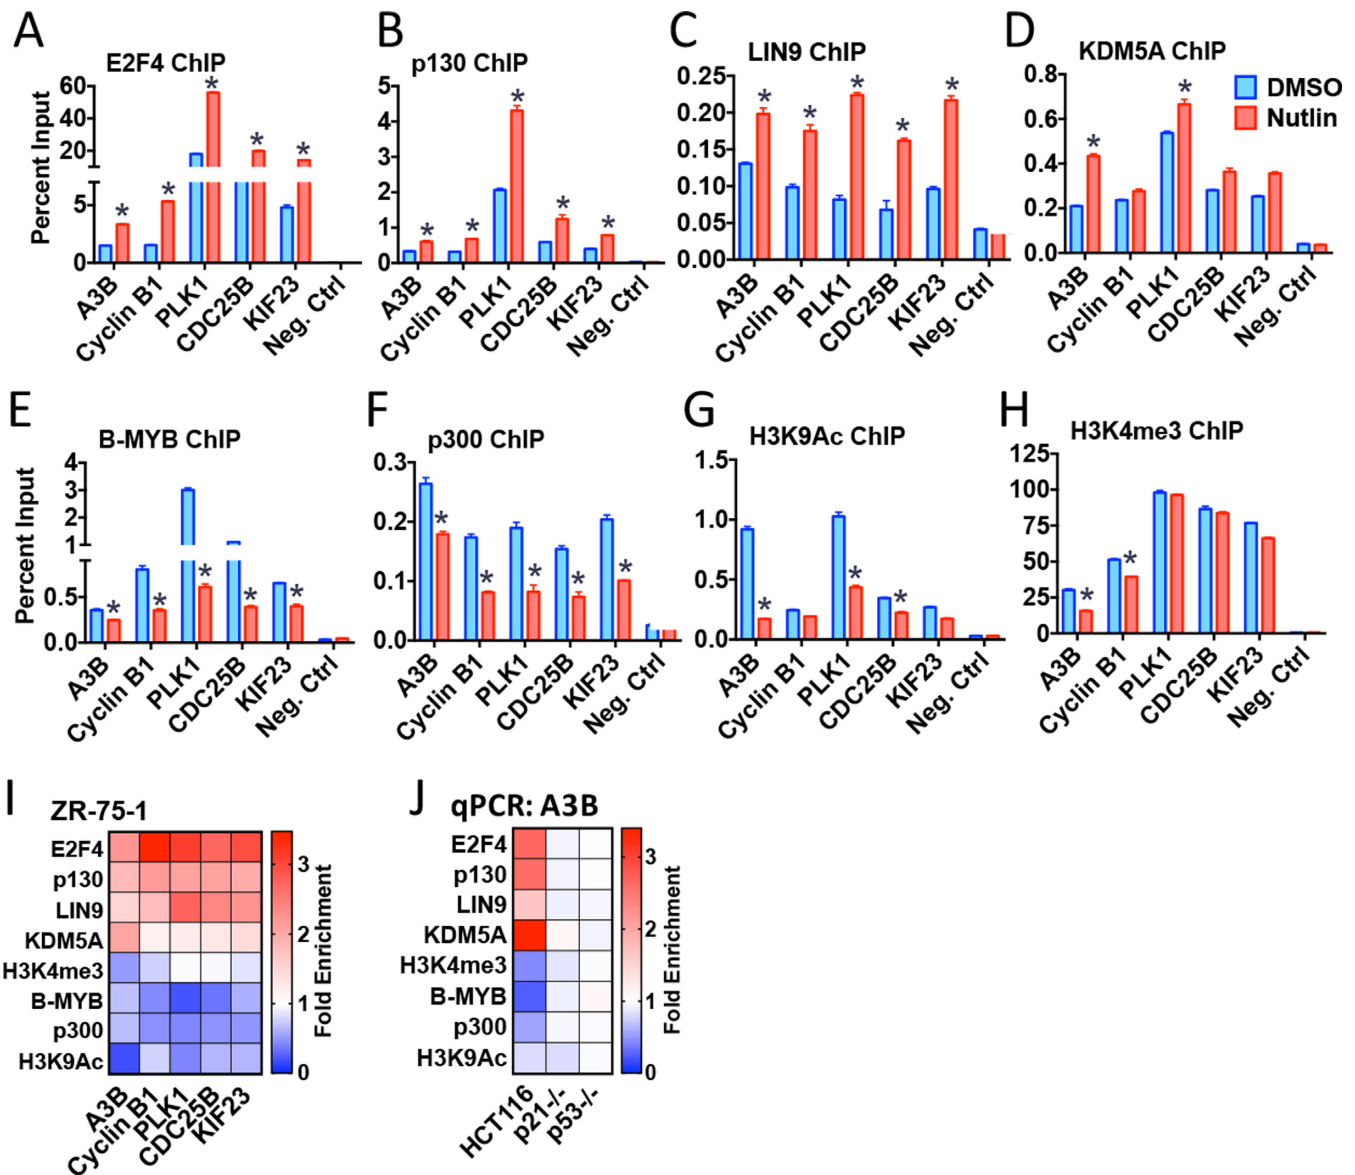 A
E2F4 ChIP
Percent Input
60
40
20
5
0
A3B
Cyclin B1
PLK1
CDC25B
KIF23
Neg. Ctrl
B
p130 ChIP
5
4
3
2
1
0
A3B
Cyclin B1
PLK1
CDC25B
KIF23
Neg. Ctrl
C
LIN9 ChIP
0.25
0.20
0.15
0.10
0.05
0.00
A3B
Cyclin B1
PLK1
CDC25B
KIF23
Neg. Ctrl
D
KDM5A ChIP
0.8
0.6
0.4
0.2
0.0
A3B
Cyclin B1
PLK1
CDC25B
KIF23
Neg. Ctrl
DMSO
Nutlin
E
B-MYB ChIP
Percent Input
4
3
2
1
0.5
0.0
A3B
Cyclin B1
PLK1
CDC25B
KIF23
Neg. Ctrl
F
p300 ChIP
0.3
0.2
0.1
0.0
A3B
Cyclin B1
PLK1
CDC25B
KIF23
Neg. Ctrl
G
H3K9Ac ChIP
1.5
1.0
0.5
0.0
A3B
Cyclin B1
PLK1
CDC25B
KIF23
Neg. Ctrl
H
H3K4me3 ChIP
125
100
75
50
25
0
A3B
Cyclin B1
PLK1
CDC25B
KIF23
Neg. Ctrl
I
ZR-75-1
E2F4
p130
LIN9
KDM5A
H3K4me3
B-MYB
p300
H3K9Ac
A3B
Cyclin B1
PLK1
CDC25B
KIF23
3
2
1
0
Fold Enrichment
J
qPCR: A3B
E2F4
p130
LIN9
KDM5A
H3K4me3
B-MYB
p300
H3K9Ac
HCT116
p21-/-
p53-/-
3
2
1
0
Fold Enrichment